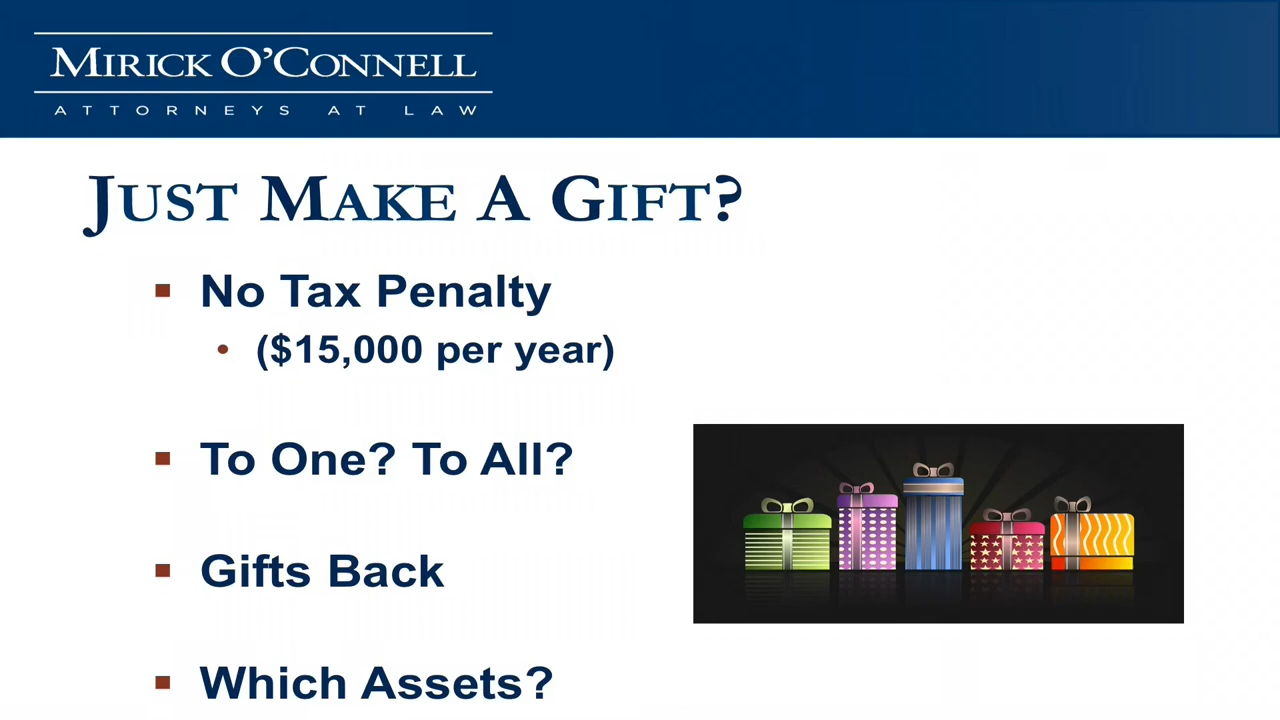 MIRICK O'CONNELL
ATTORNEYS AT LAW
JUST MAKE A GIFT?
▪ No Tax Penalty
• ($15,000 per year)
▪ To One? To All?
▪ Gifts Back
▪ Which Assets?